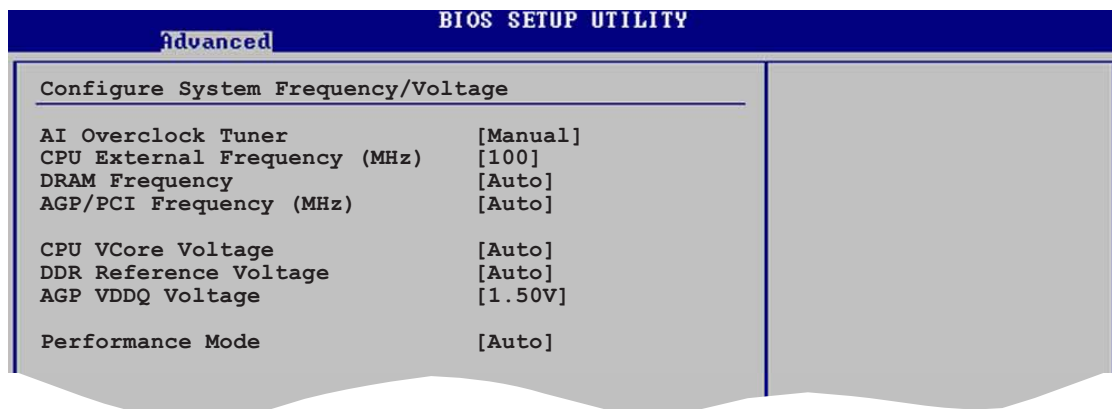 BIOS SETUP UTILITY
Advanced
Configure System Frequency/Voltage
AI Overclock Tuner [Manual]
CPU External Frequency (MHz) [100]
DRAM Frequency [Auto]
AGP/PCI Frequency (MHz) [Auto]
CPU VCore Voltage [Auto]
DDR Reference Voltage [Auto]
AGP VDDQ Voltage [1.50V]
Performance Mode [Auto]